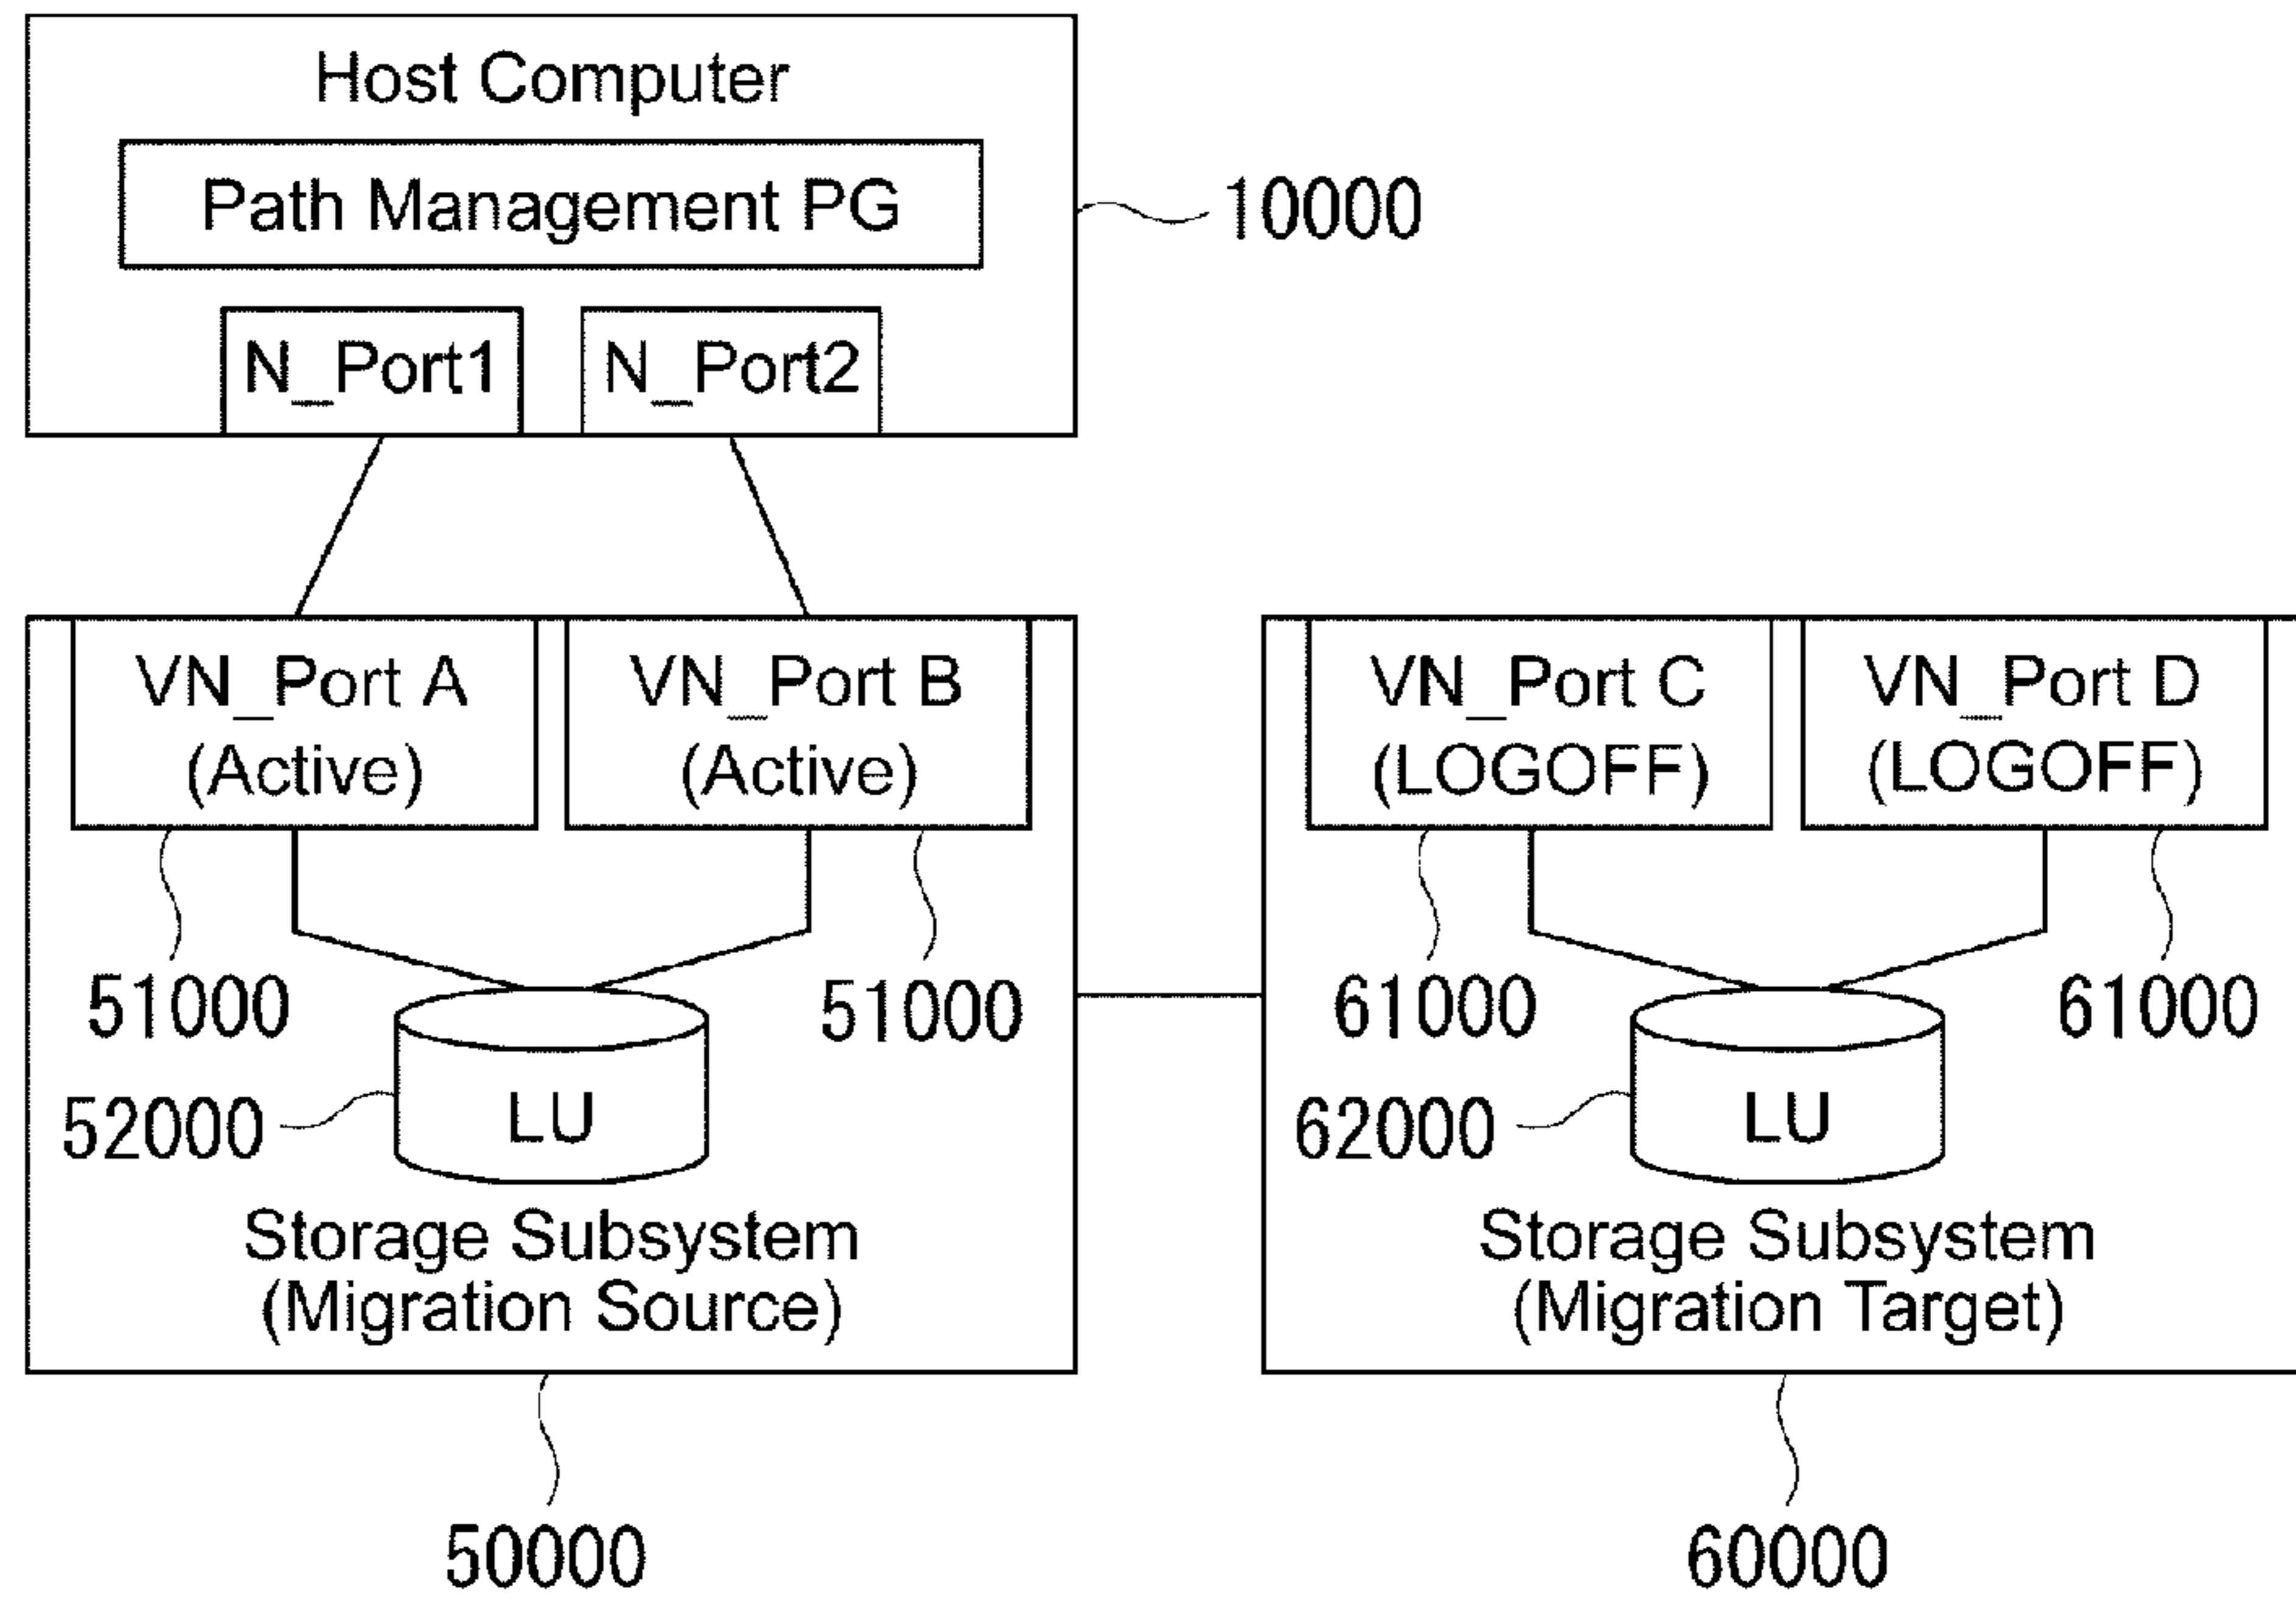 Host Computer
Path Management PG
10000
N_Port1
N_Port2
VN_Port A
(Active)
VN_Port B
(Active)
VN_Port C
(LOGOFF)
VN_Port D
(LOGOFF)
51000
51000
61000
61000
52000
LU
62000
LU
Storage Subsystem
(Migration Source)
Storage Subsystem
(Migration Target)
50000
60000